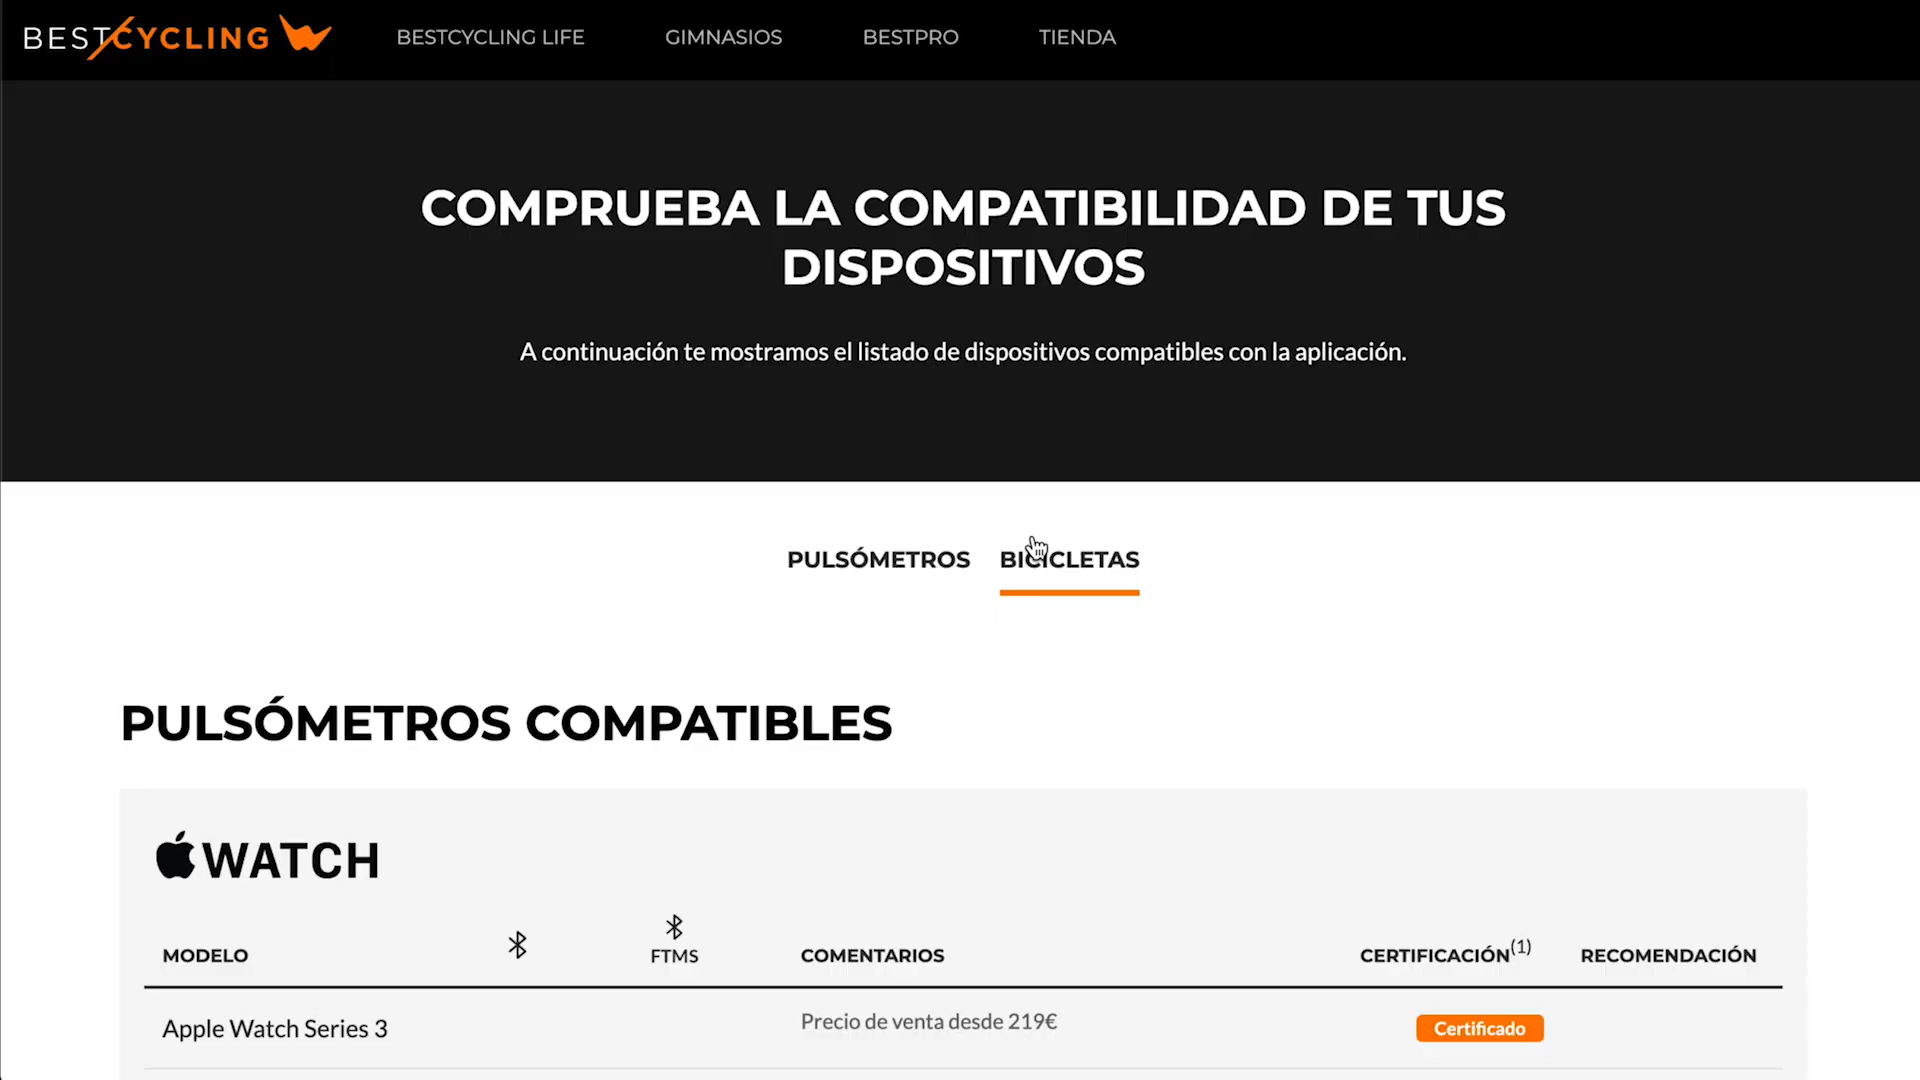 BESTCYCLING
BESTCYCLING LIFE
GIMNASIOS
BESTPRO
TIENDA
COMPRUEBA LA COMPATIBILIDAD DE TUS
DISPOSITIVOS
A continuación te mostramos el listado de dispositivos compatibles con la aplicación.
PULSÓMETROS
BICICLETAS
PULSÓMETROS COMPATIBLES
WATCH
MODELO
FTMS
COMENTARIOS
CERTIFICACIÓN(1)
RECOMENDACIÓN
Apple Watch Series 3
Precio de venta desde 219€
Certificado